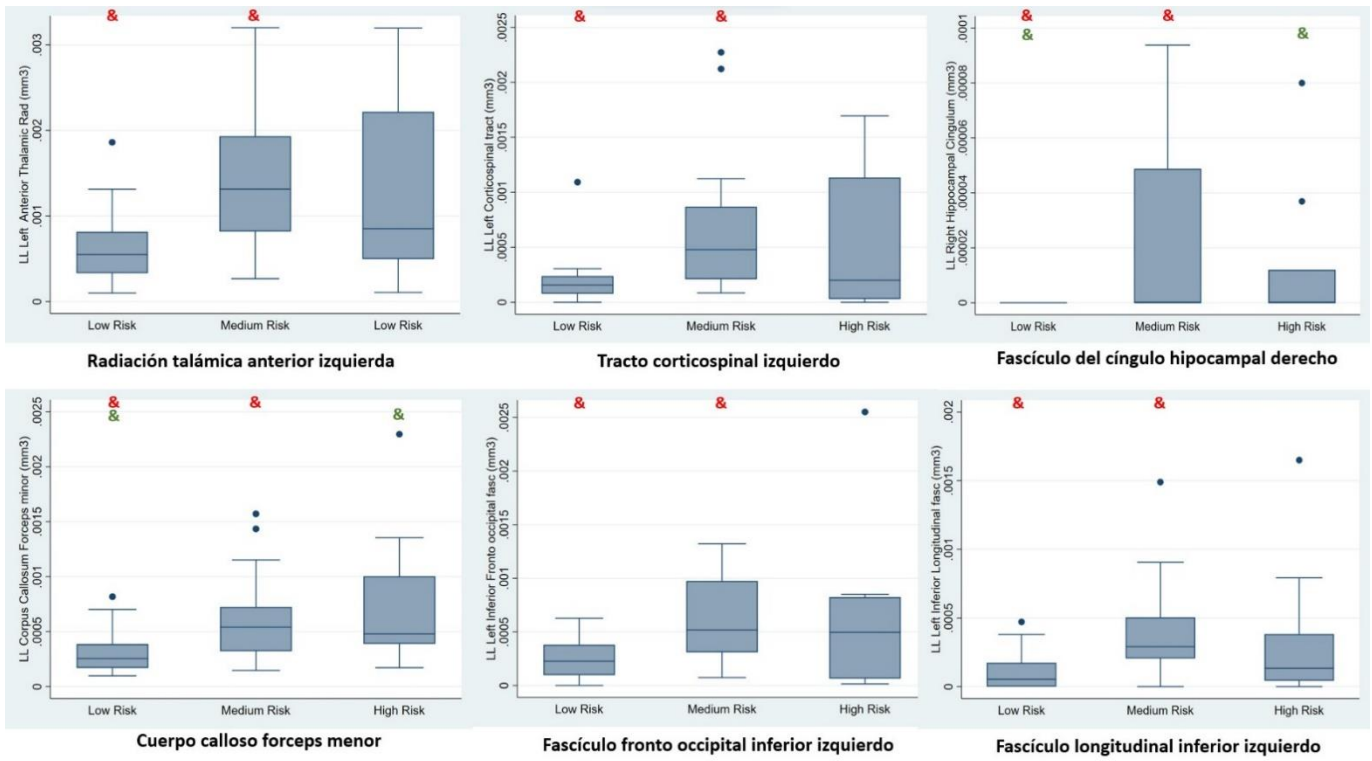 & &
LL Left Anterior Thalamic Rad (mm3)
.003
.002
.001
0
Low Risk Medium Risk Low Risk
Radiación talámica anterior izquierda
& &
LL Left Corticospinal tract (mm3)
.0025
.002
.0015
.001
.0005
0
Low Risk Medium Risk High Risk
Tracto corticospinal izquierdo
& &
& &
LL Right Hippocampal Cingulum (mm3)
.0001
.00008
.00006
.00004
.00002
0
Low Risk Medium Risk High Risk
Fascículo del cíngulo hipocampal derecho
& &
& &
LL Corpus Callosum Forceps minor (mm3)
.0025
.002
.0015
.001
.0005
0
Low Risk Medium Risk High Risk
Cuerpo calloso forceps menor
& &
LL Left Inferior Fronto occipital fasc (mm3)
.0025
.002
.0015
.001
.0005
0
Low Risk Medium Risk High Risk
Fascículo fronto occipital inferior izquierdo
& &
LL Left Inferior Longitudinal fasc (mm3)
.002
.0015
.001
.0005
0
Low Risk Medium Risk High Risk
Fascículo longitudinal inferior izquierdo